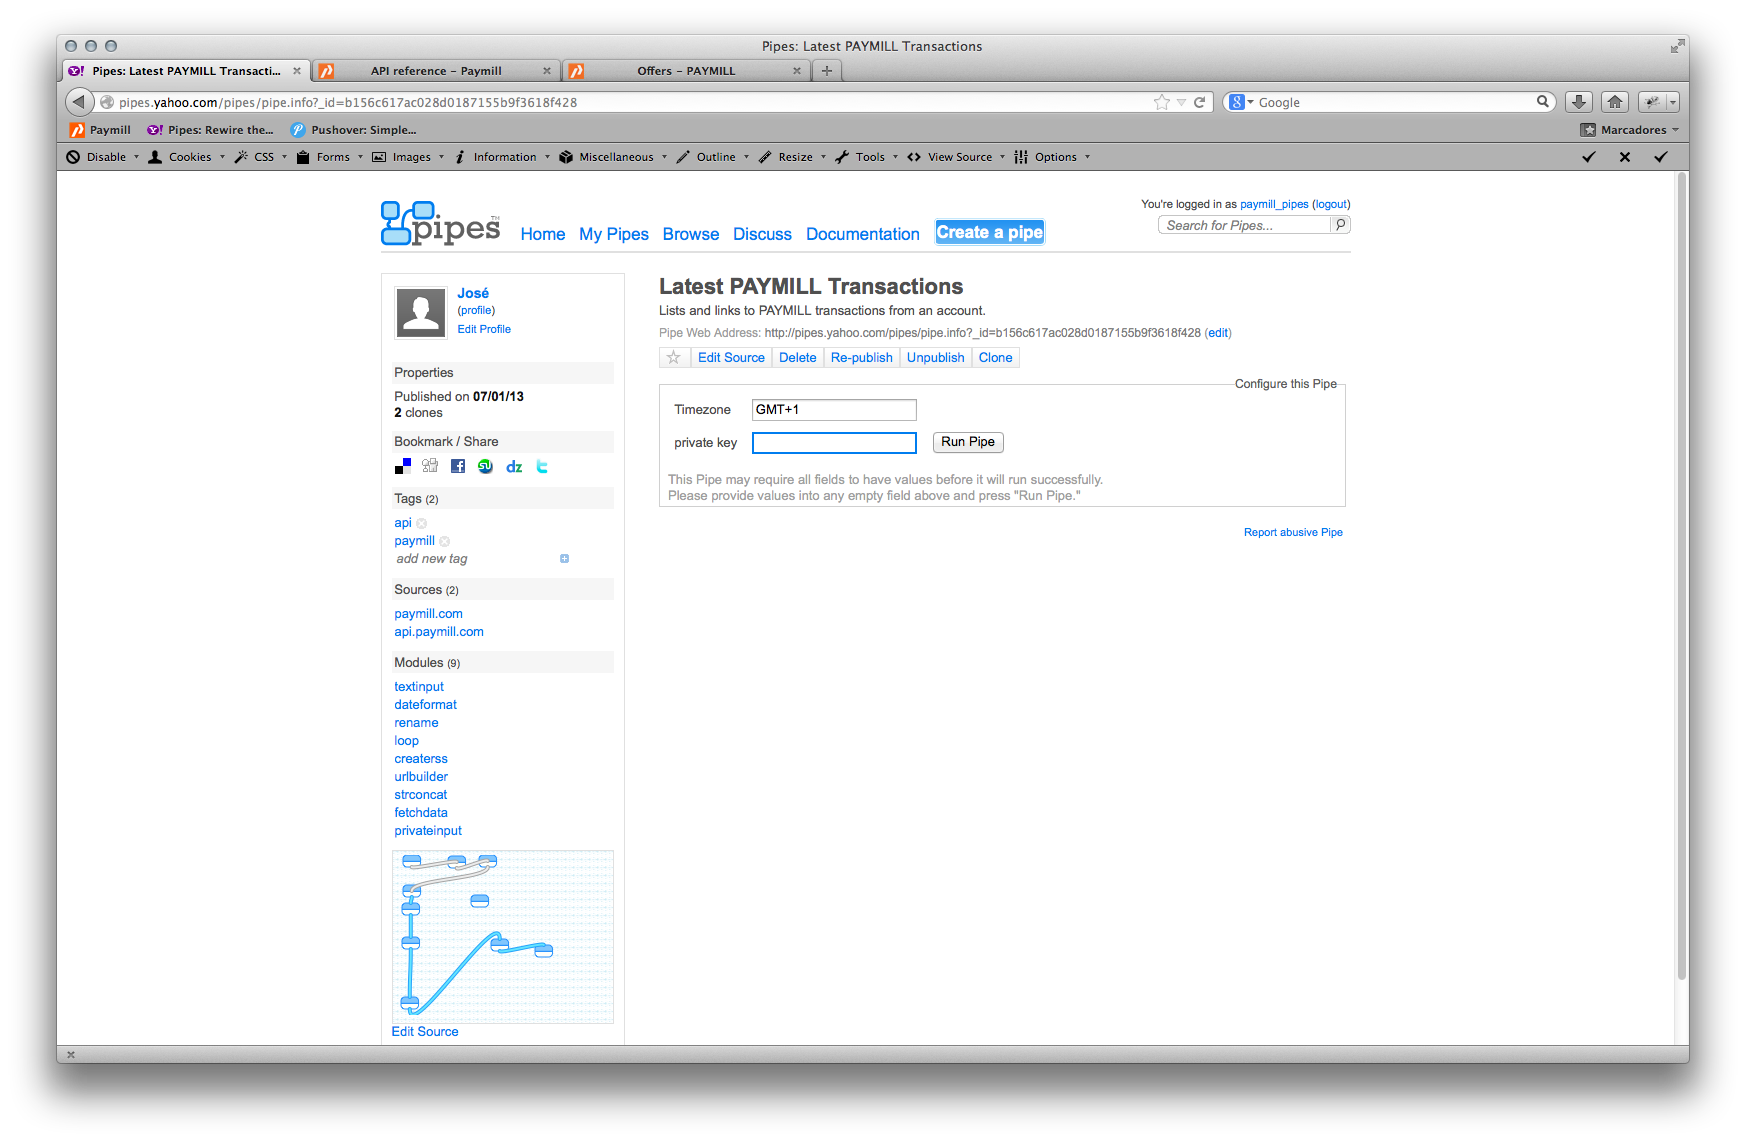 Pipes: Latest PAYMILL Transactions
Pipes: Latest PAYMILL Transacti...
API reference – Paymill
Offers – PAYMILL
pipes.yahoo.com/pipes/pipe.info?_id=b156c617ac028d0187155b9f3618f428
Google
Paymill
Pipes: Rewire the...
Pushover: Simple...
Marcadores
Disable Cookies CSS Forms Images Information Miscellaneous Outline Resize Tools View Source Options
You're logged in as paymill_pipes (logout)
pipes™
Home My Pipes Browse Discuss Documentation Create a pipe
Search for Pipes...
José
(profile)
Edit Profile
Properties
Published on 07/01/13
2 clones
Bookmark / Share
Tags (2)
api
paymill
add new tag
Sources (2)
paymill.com
api.paymill.com
Modules (9)
textinput
dateformat
rename
loop
createrss
urlbuilder
strconcat
fetchdata
privateinput
Edit Source
Latest PAYMILL Transactions
Lists and links to PAYMILL transactions from an account.
Pipe Web Address: http://pipes.yahoo.com/pipes/pipe.info?_id=b156c617ac028d0187155b9f3618f428 (edit)
Edit Source Delete Re-publish Unpublish Clone
Configure this Pipe
Timezone GMT+1
private key Run Pipe
This Pipe may require all fields to have values before it will run successfully.
Please provide values into any empty field above and press "Run Pipe."
Report abusive Pipe